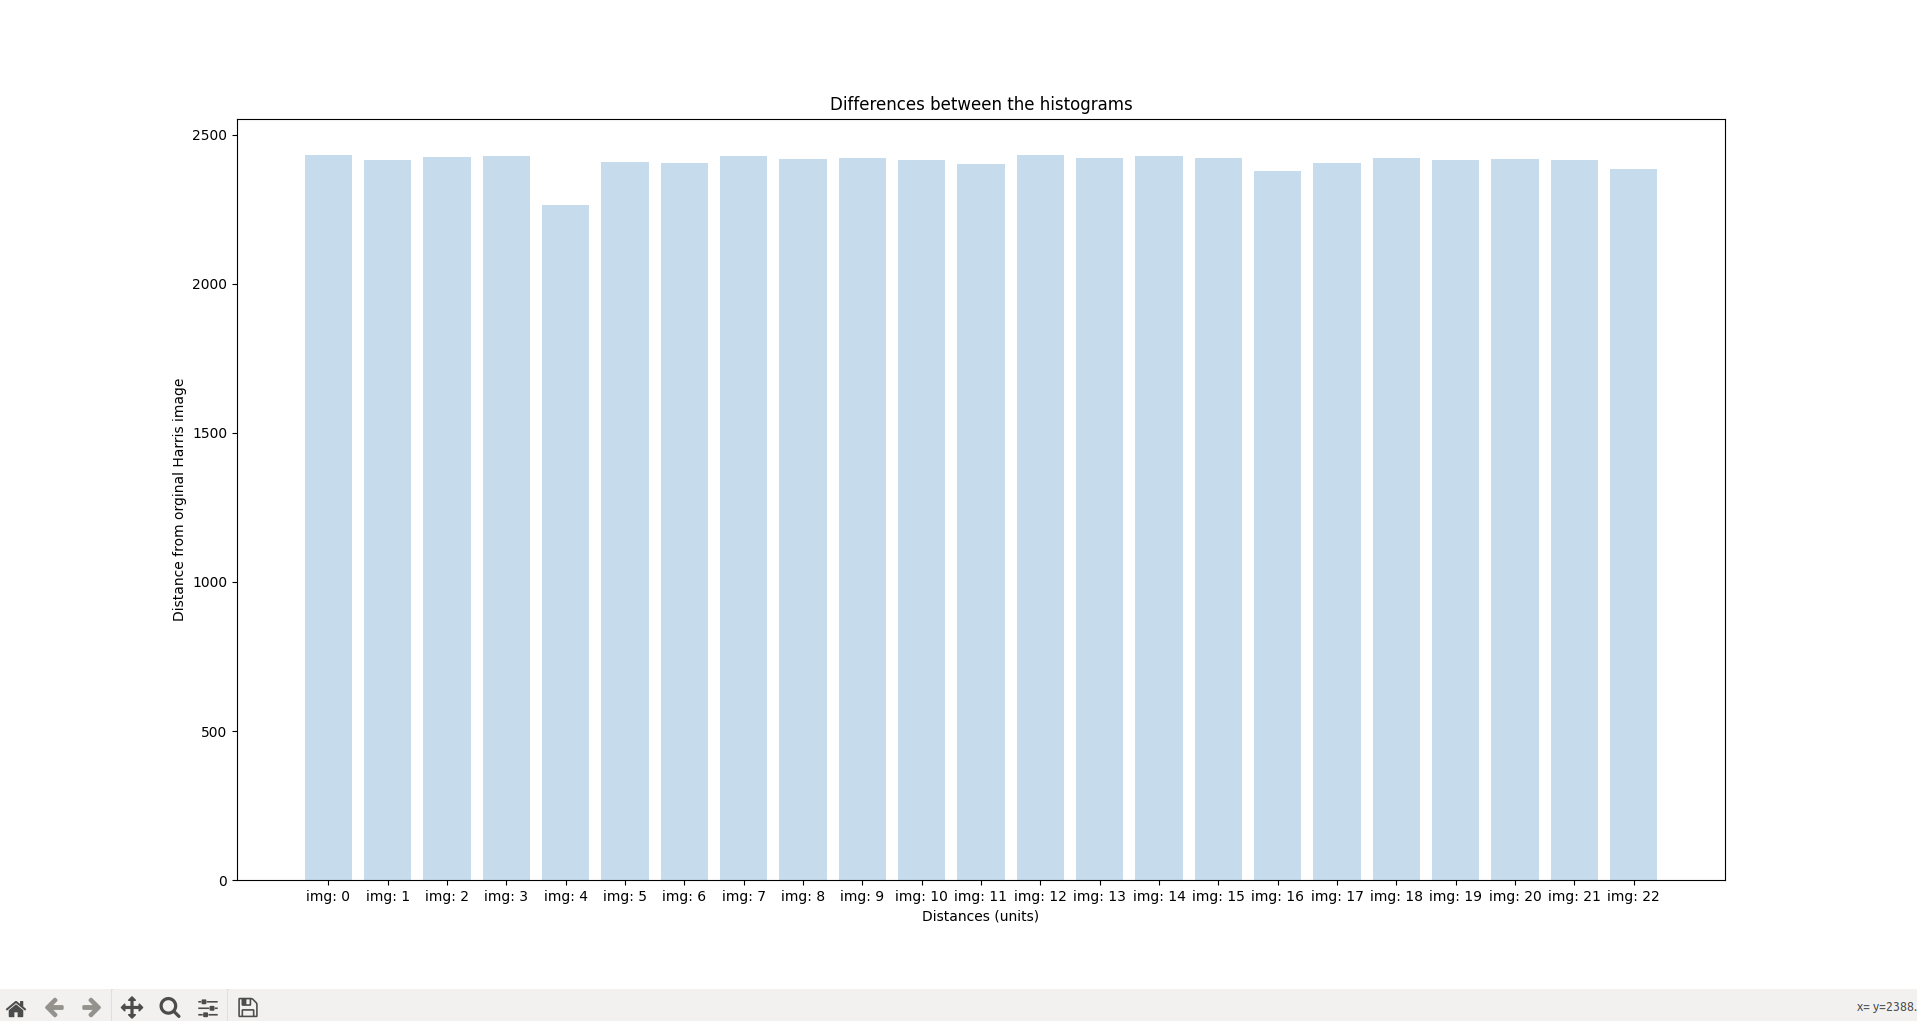 Differences between the histograms
2500
2000
1500
1000
500
0
Distance from orginal Harris image
img: 0 img: 1 img: 2 img: 3 img: 4 img: 5 img: 6 img: 7 img: 8 img: 9 img: 10 img: 11 img: 12 img: 13 img: 14 img: 15 img: 16 img: 17 img: 18 img: 19 img: 20 img: 21 img: 22
Distances (units)
x= y=2388.